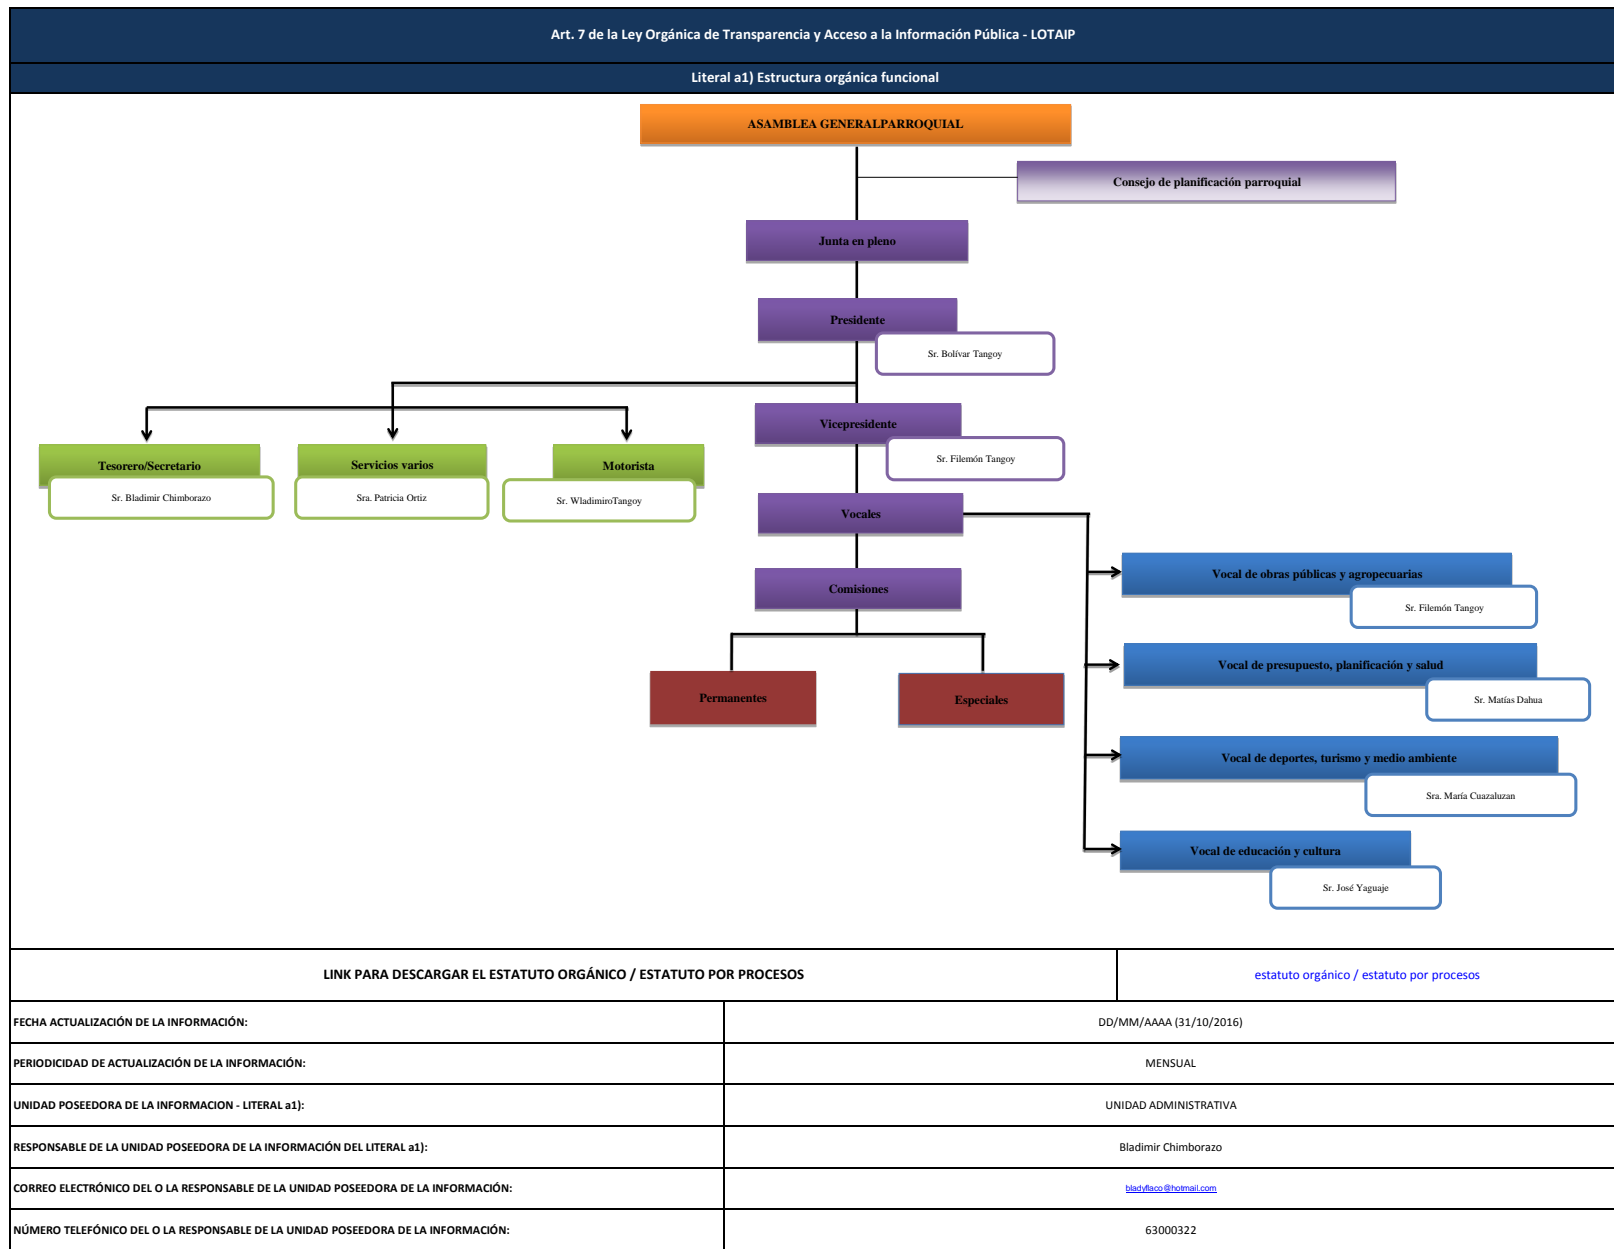 Art. 7 de la Ley Orgánica de Transparencia y Acceso a la Información Pública - LOTAIP
Literal a1) Estructura orgánica funcional
ASAMBLEA GENERALPARROQUIAL
Consejo de planificación parroquial
Junta en pleno
Presidente
Sr. Bolívar Tangoy
Vicepresidente
Sr. Filemón Tangoy
Tesorero/Secretario
Sr. Bladimir Chimborazo
Servicios varios
Sra. Patricia Ortiz
Motorista
Sr. WladimiroTangoy
Vocales
Comisiones
Permanentes
Especiales
Vocal de obras públicas y agropecuarias
Sr. Filemón Tangoy
Vocal de presupuesto, planificación y salud
Sr. Matías Dahua
Vocal de deportes, turismo y medio ambiente
Sra. María Cuazaluzan
Vocal de educación y cultura
Sr. José Yaguaje
LINK PARA DESCARGAR EL ESTATUTO ORGÁNICO / ESTATUTO POR PROCESOS
estatuto orgánico / estatuto por procesos
FECHA ACTUALIZACIÓN DE LA INFORMACIÓN:
DD/MM/AAAA (31/10/2016)
PERIODICIDAD DE ACTUALIZACIÓN DE LA INFORMACIÓN:
MENSUAL
UNIDAD POSEEDORA DE LA INFORMACION - LITERAL a1):
UNIDAD ADMINISTRATIVA
RESPONSABLE DE LA UNIDAD POSEEDORA DE LA INFORMACIÓN DEL LITERAL a1):
Bladimir Chimborazo
CORREO ELECTRÓNICO DEL O LA RESPONSABLE DE LA UNIDAD POSEEDORA DE LA INFORMACIÓN:
bladyflaco@hotmail.com
NÚMERO TELEFÓNICO DEL O LA RESPONSABLE DE LA UNIDAD POSEEDORA DE LA INFORMACIÓN:
63000322